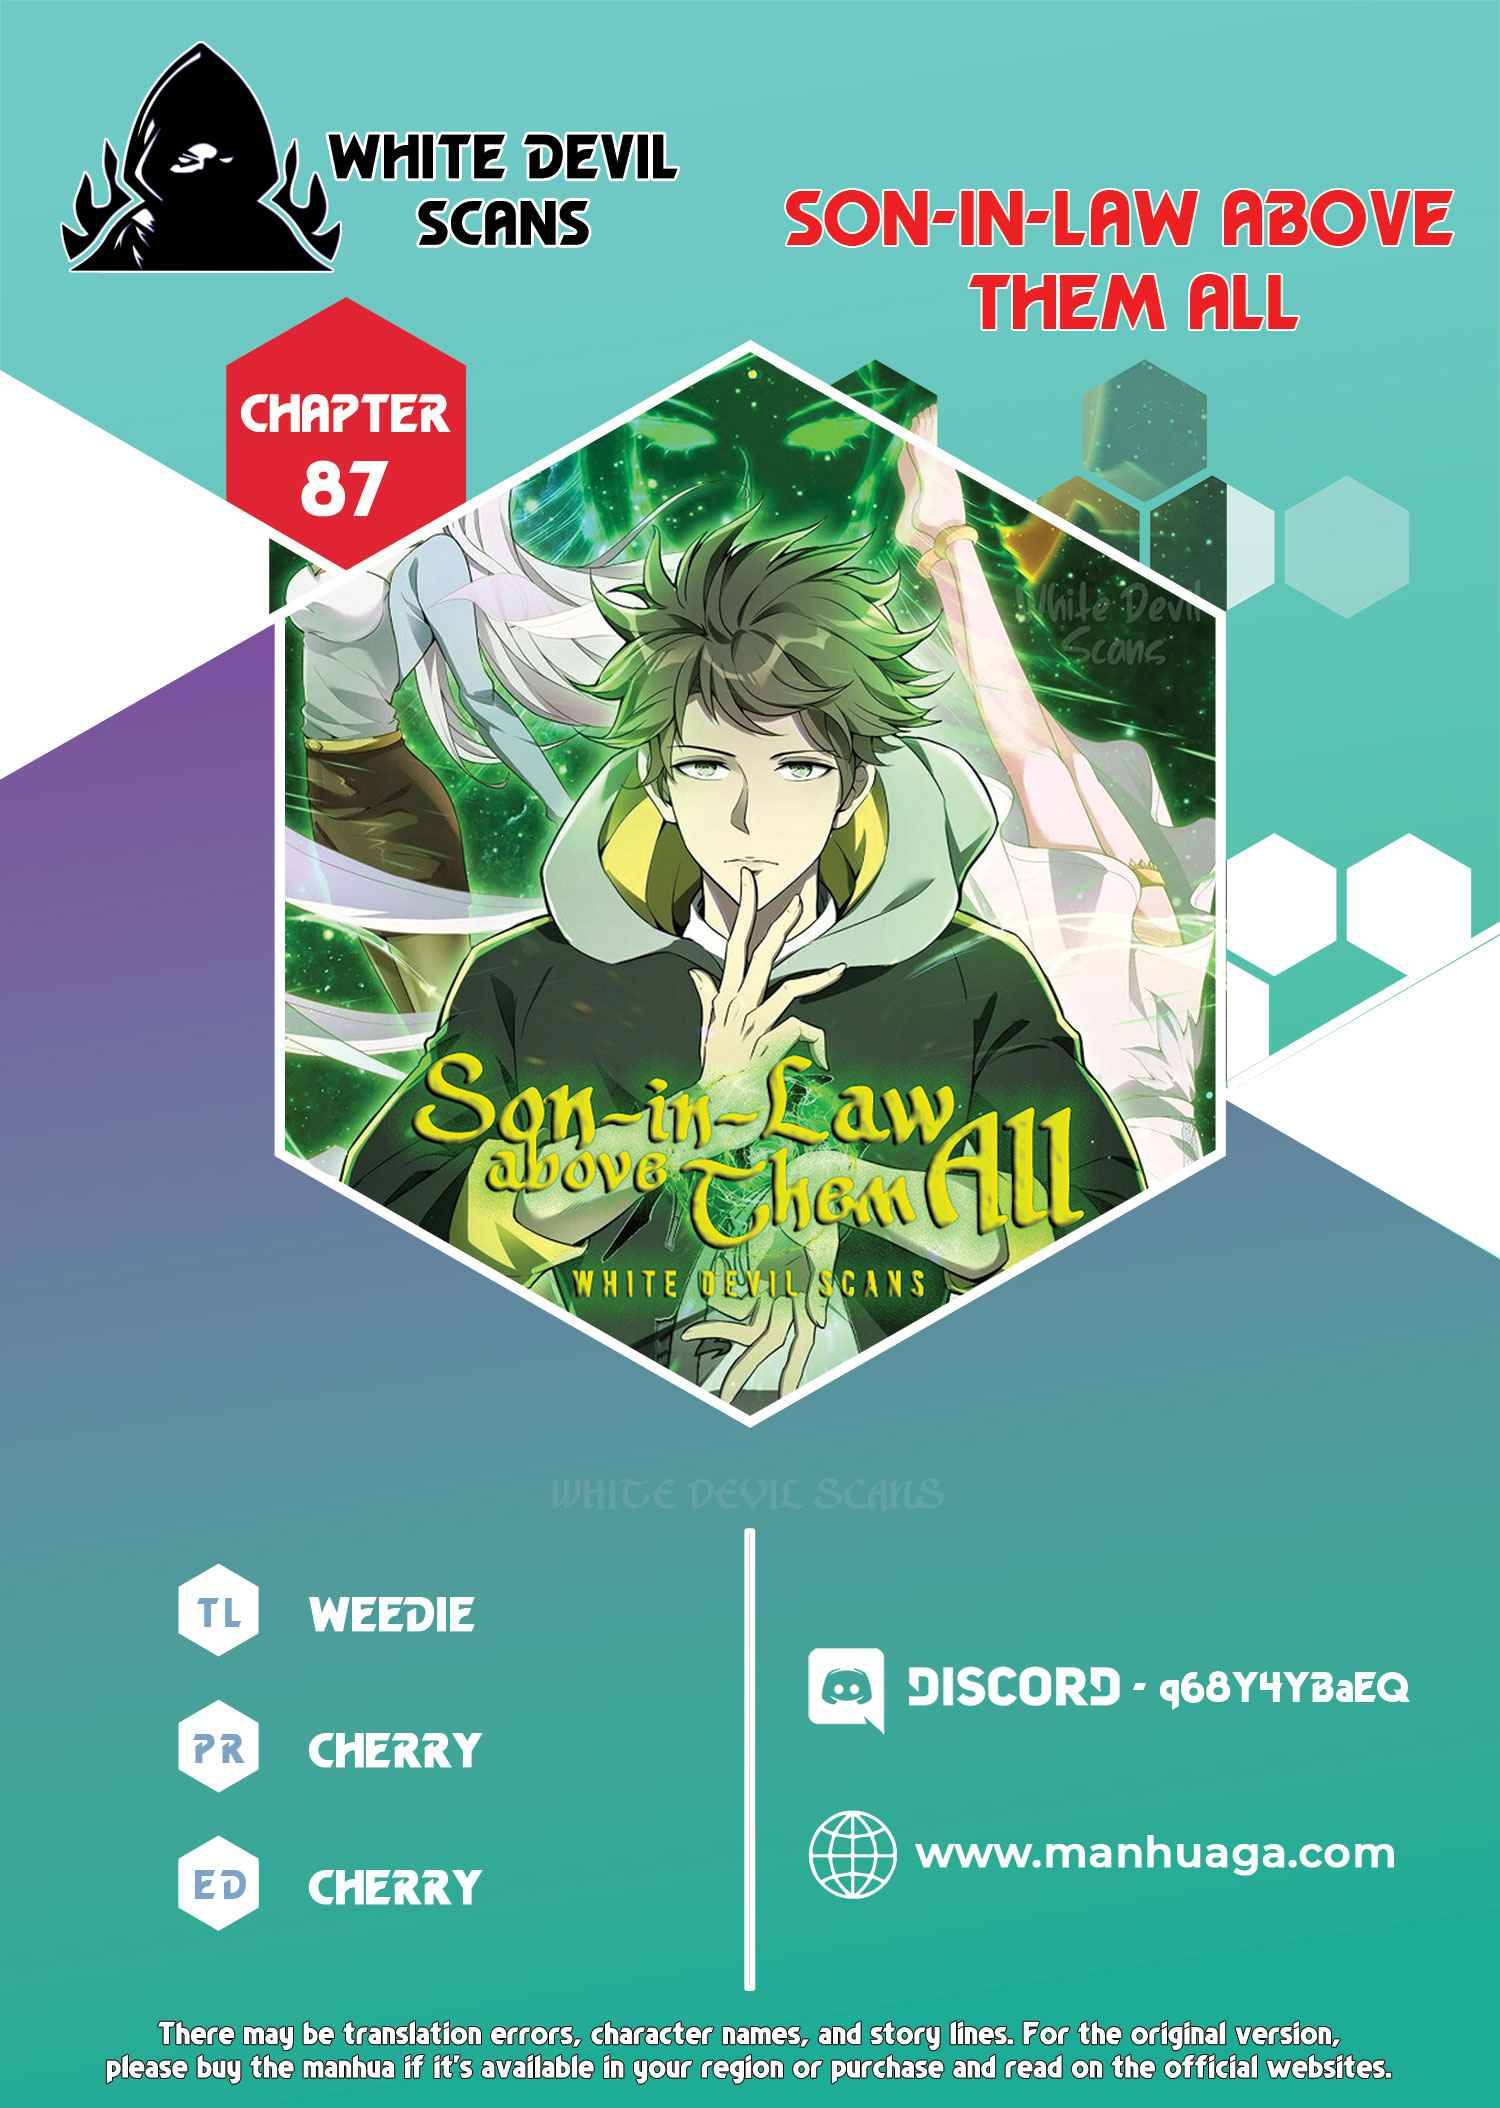 WHITE DEVIL
SCANS
SON-IN-LAW ABOVE
THEM ALL
CHAPTER
87
White Devil
Scans
Son-in-Law
above Them All
WHITE DEVIL SCANS
WHITE DEVIL SCANS
TL WEEDIE
PR CHERRY
ED CHERRY
DISCORD - q68Y4YBaEQ
www.manhuaga.com
There may be translation errors, character names, and story lines. For the original version,
please buy the manhua if it's available in your region or purchase and read on the official websites.